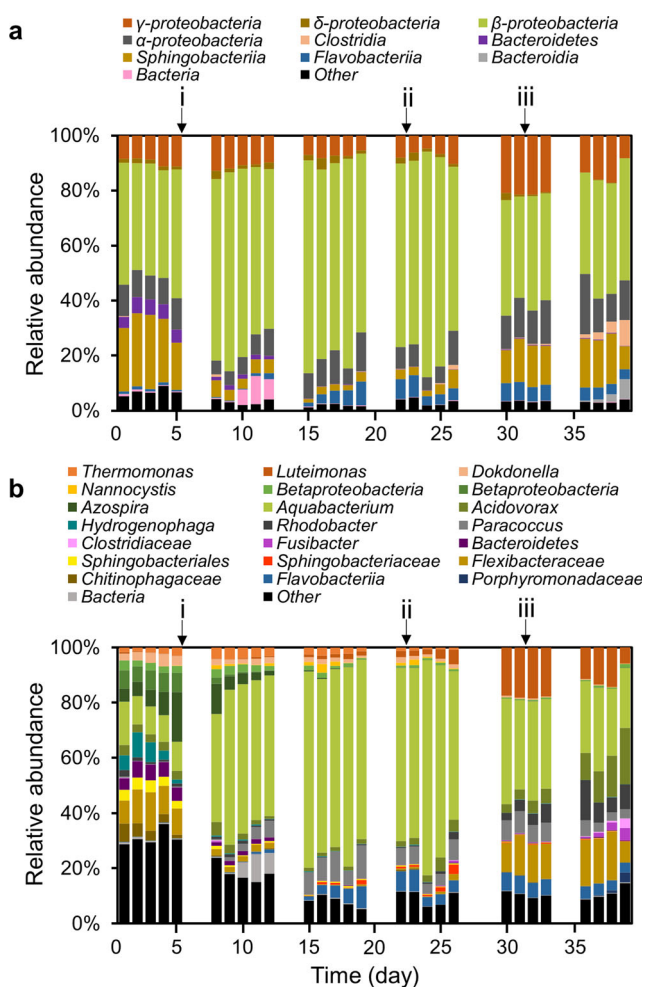 a
γ-proteobacteria δ-proteobacteria β-proteobacteria
α-proteobacteria Clostridia Bacteroidetes
Sphingobacteriia Flavobacteriia Bacteroidia
Bacteria Other
i ii iii
Relative abundance
100%
80%
60%
40%
20%
0%
0 5 10 15 20 25 30 35
b
Thermomonas Luteimonas Dokdonella
Nannocystis Betaproteobacteria Betaproteobacteria
Azospira Aquabacterium Acidovorax
Hydrogenophaga Rhodobacter Paracoccus
Clostridiaceae Fusibacter Bacteroidetes
Sphingobacteriales Sphingobacteriaceae Flexibacteraceae
Chitinophagaceae Flavobacteriia Porphyromonadaceae
Bacteria Other
i ii iii
Relative abundance
100%
80%
60%
40%
20%
0%
0 5 10 15 20 25 30 35
Time (day)